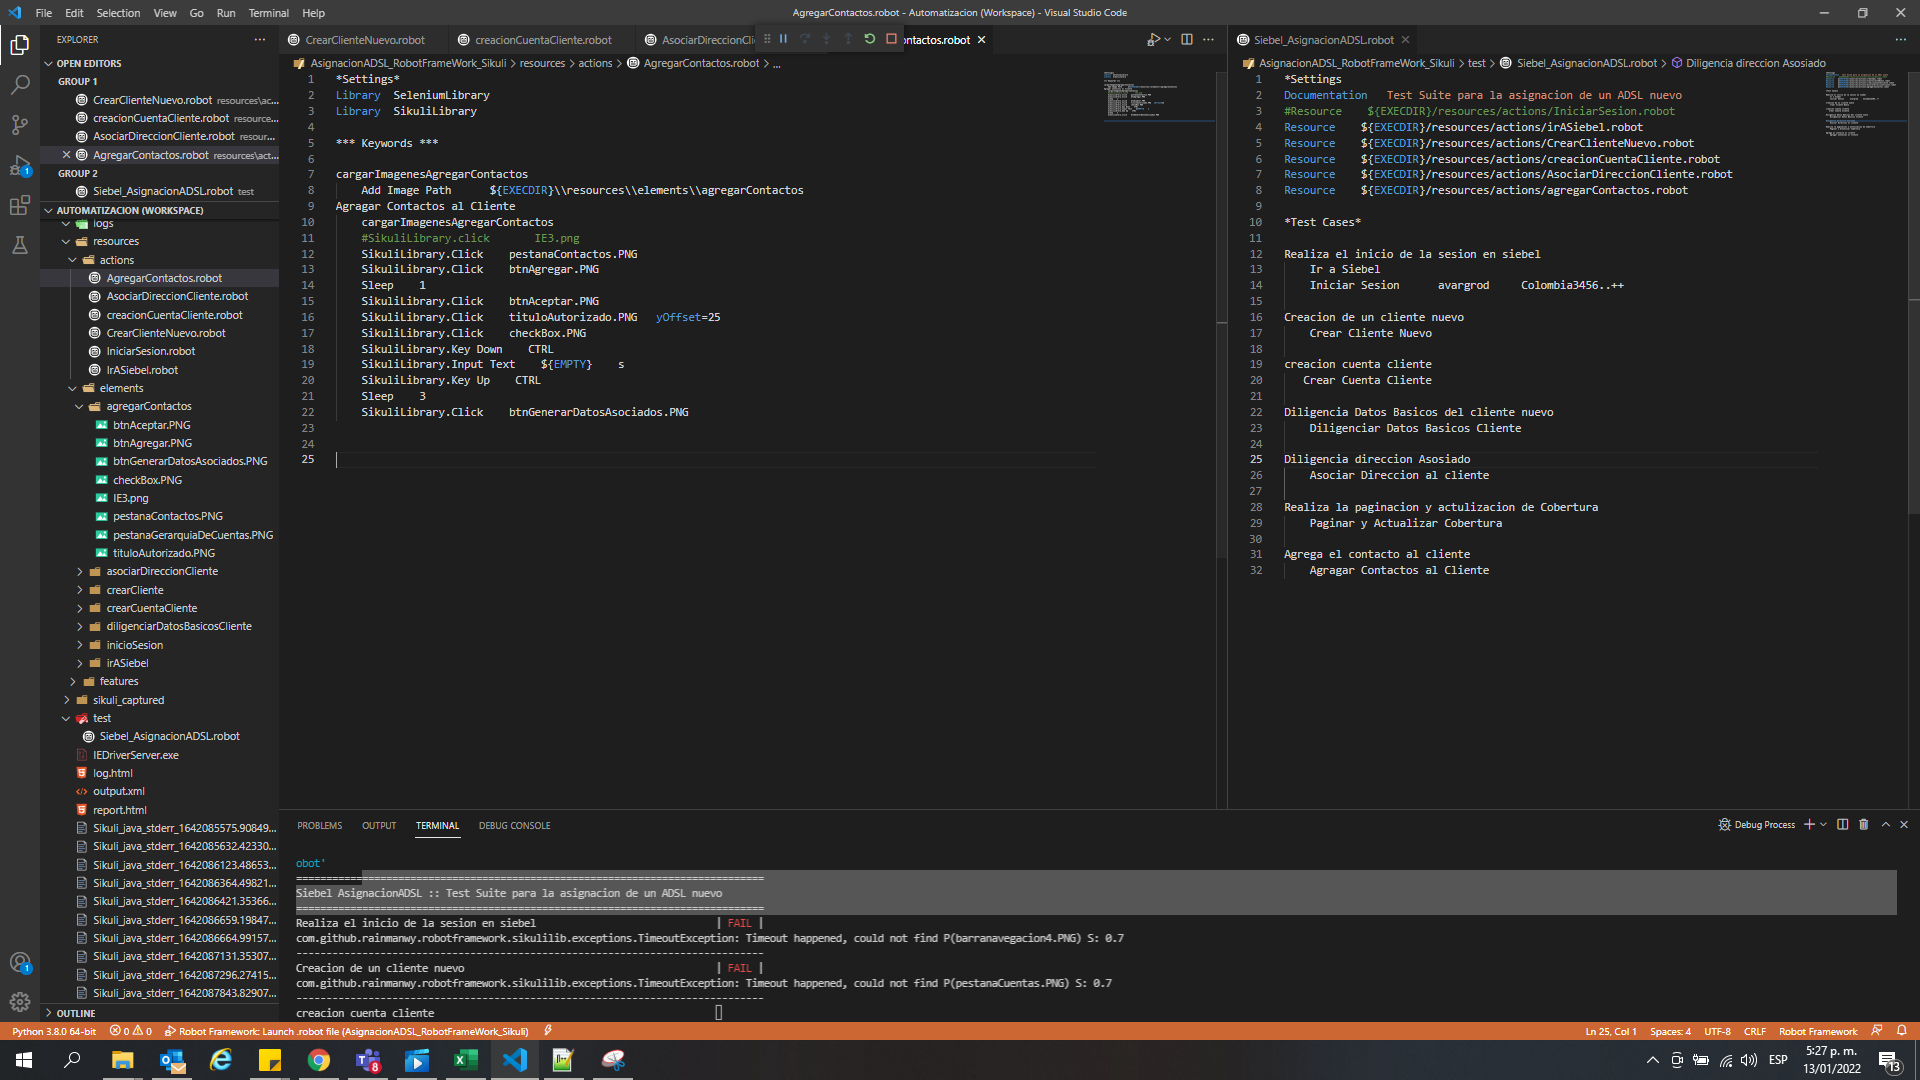 File Edit Selection View Go Run Terminal Help
AgregarContactos.robot - Automatizacion (Workspace) - Visual Studio Code
EXPLORER
OPEN EDITORS
GROUP 1
CrearClienteNuevo.robot resources\ac...
creacionCuentaCliente.robot resource...
AsociarDireccionCliente.robot resour...
AgregarContactos.robot resources\act...
GROUP 2
Siebel_AsignacionADSL.robot test
AUTOMATIZACION (WORKSPACE)
logs
resources
actions
AgregarContactos.robot
AsociarDireccionCliente.robot
creacionCuentaCliente.robot
CrearClienteNuevo.robot
IniciarSesion.robot
IrASiebel.robot
elements
agregarContactos
btnAceptar.PNG
btnAgregar.PNG
btnGenerarDatosAsociados.PNG
checkBox.PNG
IE3.png
pestanaContactos.PNG
pestanaGerarquiaDeCuentas.PNG
tituloAutorizado.PNG
asociarDireccionCliente
crearCliente
crearCuentaCliente
diligenciarDatosBasicosCliente
inicioSesion
irASiebel
features
sikuli_captured
test
Siebel_AsignacionADSL.robot
IEDriverServer.exe
log.html
output.xml
report.html
Sikuli_java_stderr_1642085575.90849...
Sikuli_java_stderr_1642085632.42330...
Sikuli_java_stderr_1642086123.48653...
Sikuli_java_stderr_1642086364.49821...
Sikuli_java_stderr_1642086421.35366...
Sikuli_java_stderr_1642086659.19847...
Sikuli_java_stderr_1642086664.99157...
Sikuli_java_stderr_1642087131.35307...
Sikuli_java_stderr_1642087296.27415...
Sikuli_java_stderr_1642087843.82907...
OUTLINE
CrearClienteNuevo.robot creacionCuentaCliente.robot AsociarDireccionCli ontactos.robot
AsignacionADSL_RobotFrameWork_Sikuli > resources > actions > AgregarContactos.robot > ...
1 *Settings*
2 Library SeleniumLibrary
3 Library SikuliLibrary
4
5 *** Keywords ***
6
7 cargarImagenesAgregarContactos
8 Add Image Path ${EXECDIR}\\resources\\elements\\agregarContactos
9 Agragar Contactos al Cliente
10 cargarImagenesAgregarContactos
11 #SikuliLibrary.click IE3.png
12 SikuliLibrary.Click pestanaContactos.PNG
13 SikuliLibrary.Click btnAgregar.PNG
14 Sleep 1
15 SikuliLibrary.Click btnAceptar.PNG
16 SikuliLibrary.Click tituloAutorizado.PNG yOffset=25
17 SikuliLibrary.Click checkBox.PNG
18 SikuliLibrary.Key Down CTRL
19 SikuliLibrary.Input Text ${EMPTY} s
20 SikuliLibrary.Key Up CTRL
21 Sleep 3
22 SikuliLibrary.Click btnGenerarDatosAsociados.PNG
23
24
25
Siebel_AsignacionADSL.robot
AsignacionADSL_RobotFrameWork_Sikuli > test > Siebel_AsignacionADSL.robot > Diligencia direccion Asosiado
1 *Settings
2 Documentation Test Suite para la asignacion de un ADSL nuevo
3 #Resource ${EXECDIR}/resources/actions/IniciarSesion.robot
4 Resource ${EXECDIR}/resources/actions/irASiebel.robot
5 Resource ${EXECDIR}/resources/actions/CrearClienteNuevo.robot
6 Resource ${EXECDIR}/resources/actions/creacionCuentaCliente.robot
7 Resource ${EXECDIR}/resources/actions/AsociarDireccionCliente.robot
8 Resource ${EXECDIR}/resources/actions/agregarContactos.robot
9
10 *Test Cases*
11
12 Realiza el inicio de la sesion en siebel
13 Ir a Siebel
14 Iniciar Sesion avargrod Colombia3456..++
15
16 Creacion de un cliente nuevo
17 Crear Cliente Nuevo
18
19 creacion cuenta cliente
20 Crear Cuenta Cliente
21
22 Diligencia Datos Basicos del cliente nuevo
23 Diligenciar Datos Basicos Cliente
24
25 Diligencia direccion Asosiado
26 Asociar Direccion al cliente
27
28 Realiza la paginacion y actulizacion de Cobertura
29 Paginar y Actualizar Cobertura
30
31 Agrega el contacto al cliente
32 Agragar Contactos al Cliente
PROBLEMS OUTPUT TERMINAL DEBUG CONSOLE
Debug Process
obot'
==============================================================================
Siebel AsignacionADSL :: Test Suite para la asignacion de un ADSL nuevo
==============================================================================
Realiza el inicio de la sesion en siebel | FAIL |
com.github.rainmanwy.robotframework.sikulilib.exceptions.TimeoutException: Timeout happened, could not find P(barranavegacion4.PNG) S: 0.7
------------------------------------------------------------------------------
Creacion de un cliente nuevo | FAIL |
com.github.rainmanwy.robotframework.sikulilib.exceptions.TimeoutException: Timeout happened, could not find P(pestanaCuentas.PNG) S: 0.7
------------------------------------------------------------------------------
creacion cuenta cliente
Python 3.8.0 64-bit 0 0 Robot Framework: Launch .robot file (AsignacionADSL_RobotFrameWork_Sikuli)
Ln 25, Col 1 Spaces: 4 UTF-8 CRLF Robot Framework
ESP
5:27 p. m.
13/01/2022
13